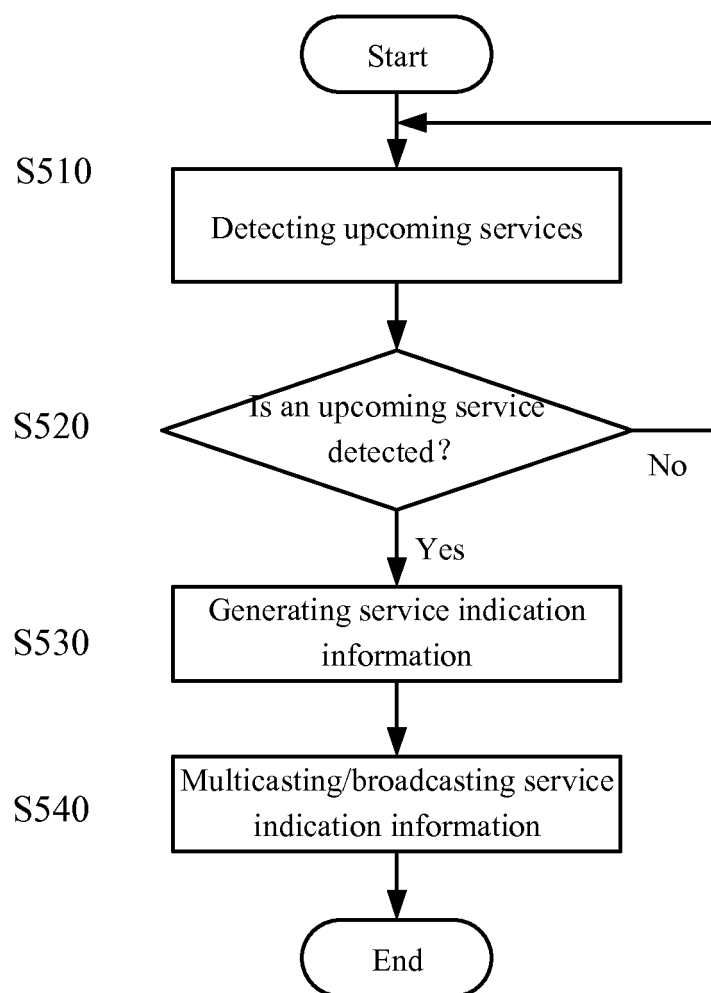 Start
S510
Detecting upcoming services
S520
Is an upcoming service
detected？
No
Yes
S530
Generating service indication
information
S540
Multicasting/broadcasting service
indication information
End